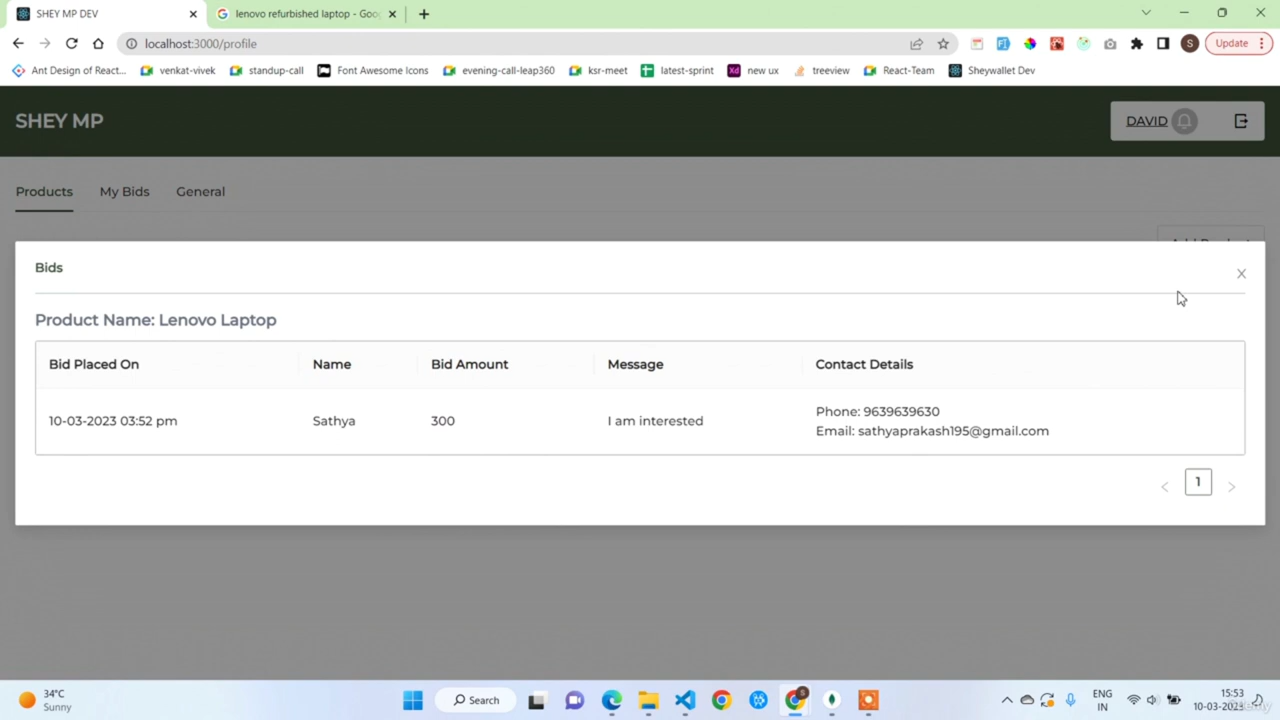 SHEY MP DEV
lenovo refurbished laptop - Goo
localhost:3000/profile
S
Update
Ant Design of React...
venkat-vivek
standup-call
Font Awesome Icons
evening-call-leap360
ksr-meet
latest-sprint
Xd new ux
treeview
React-Team
Sheywallet Dev
SHEY MP
DAVID
Products
My Bids
General
Bids
Product Name: Lenovo Laptop
Bid Placed On
Name
Bid Amount
Message
Contact Details
10-03-2023 03:52 pm
Sathya
300
I am interested
Phone: 9639639630
Email: sathyaprakash195@gmail.com
1
34°C
Sunny
Search
ENG
IN
15:53
10-03-2023